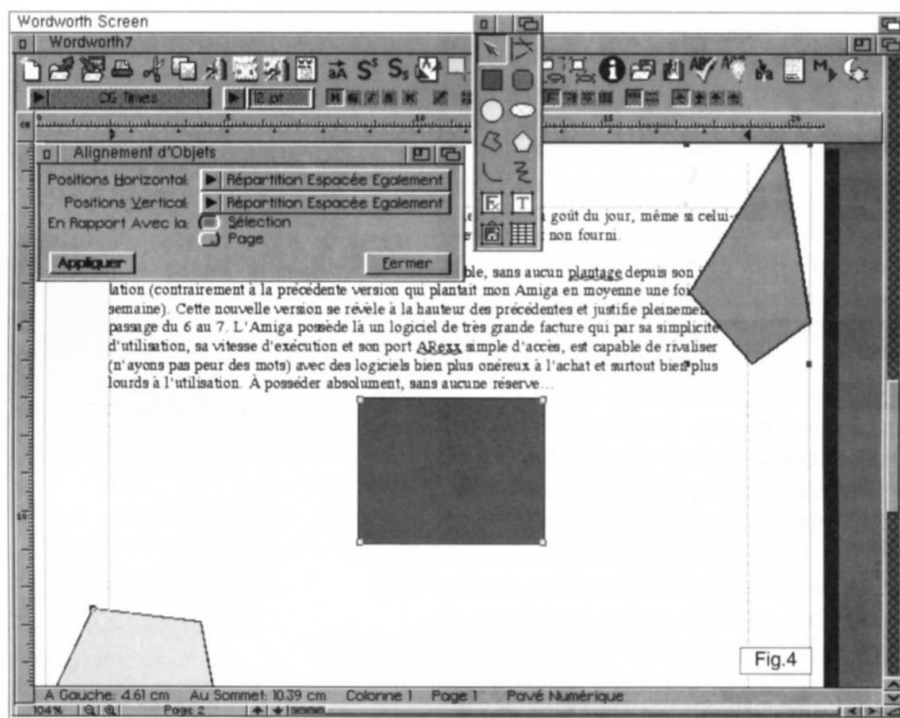 Wordworth Screen
Wordworth7
CG Times
12 pt
Alignement d'Objets
Positions Horizontal: Répartition Espacée Egalement
Positions Vertical: Répartition Espacée Egalement
En Rapport Avec la: Sélection
Page
Appliquer Fermer
goût du jour, même si celui-
non fourni.
ble, sans aucun plantage depuis son
lation (contrairement à la précédente version qui plantait mon Amiga en moyenne une foi
semaine). Cette nouvelle version se révèle à la hauteur des précédentes et justifie pleinement
passage du 6 au 7. L'Amiga possède là un logiciel de très grande facture qui par sa simplicité
d'utilisation, sa vitesse d'exécution et son port ARexx simple d'accès, est capable de rivaliser
(n'ayons pas peur des mots) avec des logiciels bien plus onéreux à l'achat et surtout bien plus
lourds à l'utilisation. À posséder absolument, sans aucune réserve...
Fig.4
A Gauche: 4.61 cm Au Sommet: 10.39 cm Colonne 1 Page 1 Pavé Numérique
104% Page 2